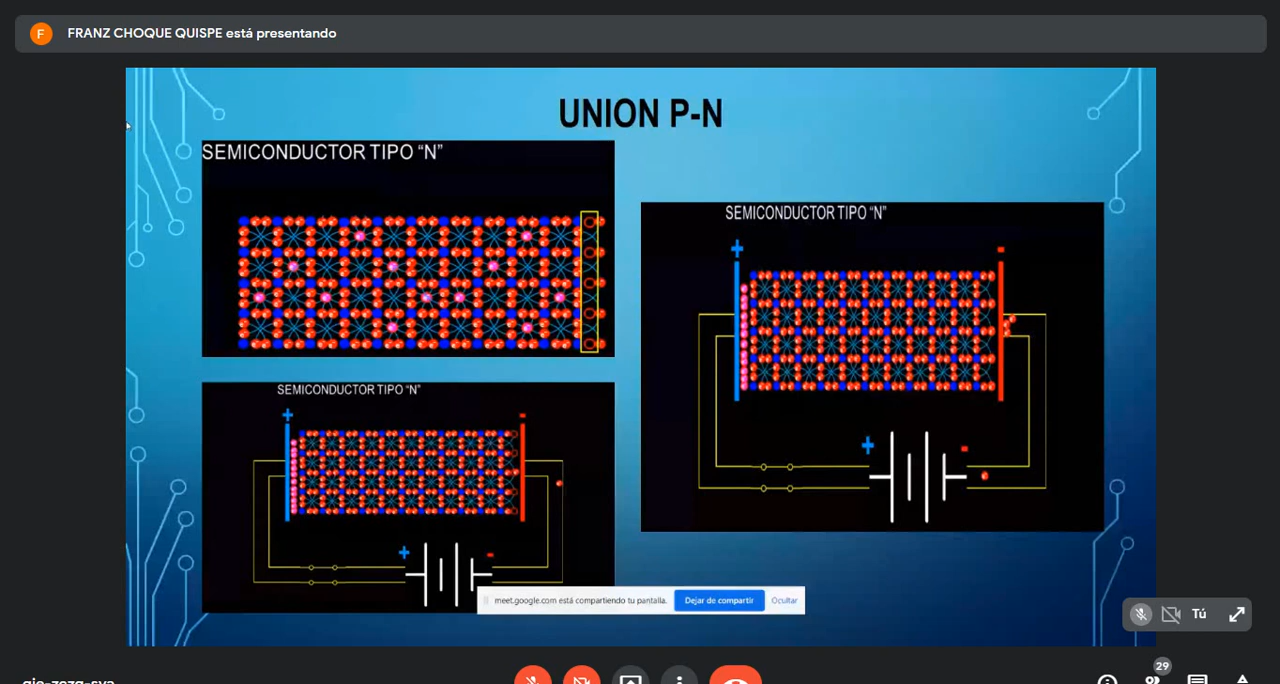 F
FRANZ CHOQUE QUISPE está presentando
UNION P-N
SEMICONDUCTOR TIPO “N”
SEMICONDUCTOR TIPO “N”
+
-
+
-
SEMICONDUCTOR TIPO “N”
+
-
+
-
meet.google.com está compartiendo tu pantalla.
Dejar de compartir
Ocultar
Tú
29